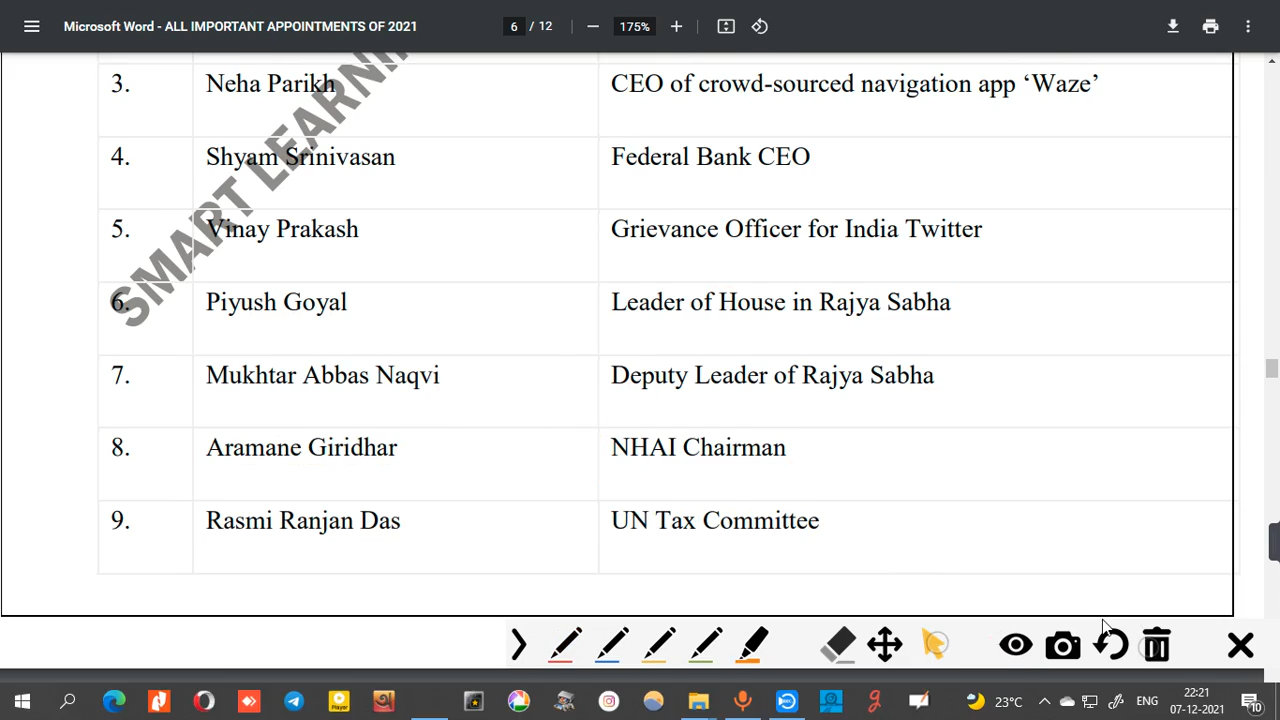 Microsoft Word - ALL IMPORTANT APPOINTMENTS OF 2021
6 / 12
175%
3. Neha Parikh CEO of crowd-sourced navigation app ‘Waze’
4. Shyam Srinivasan Federal Bank CEO
5. Vinay Prakash Grievance Officer for India Twitter
6. Piyush Goyal Leader of House in Rajya Sabha
7. Mukhtar Abbas Naqvi Deputy Leader of Rajya Sabha
8. Aramane Giridhar NHAI Chairman
9. Rasmi Ranjan Das UN Tax Committee
SMART LEARNIN
23°C ENG 22:21
07-12-2021
10